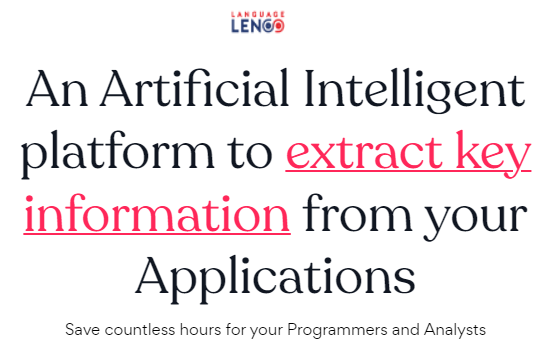 LANGUAGE
LENGO
An Artificial Intelligent
platform to extract key
information from your
Applications
Save countless hours for your Programmers and Analysts